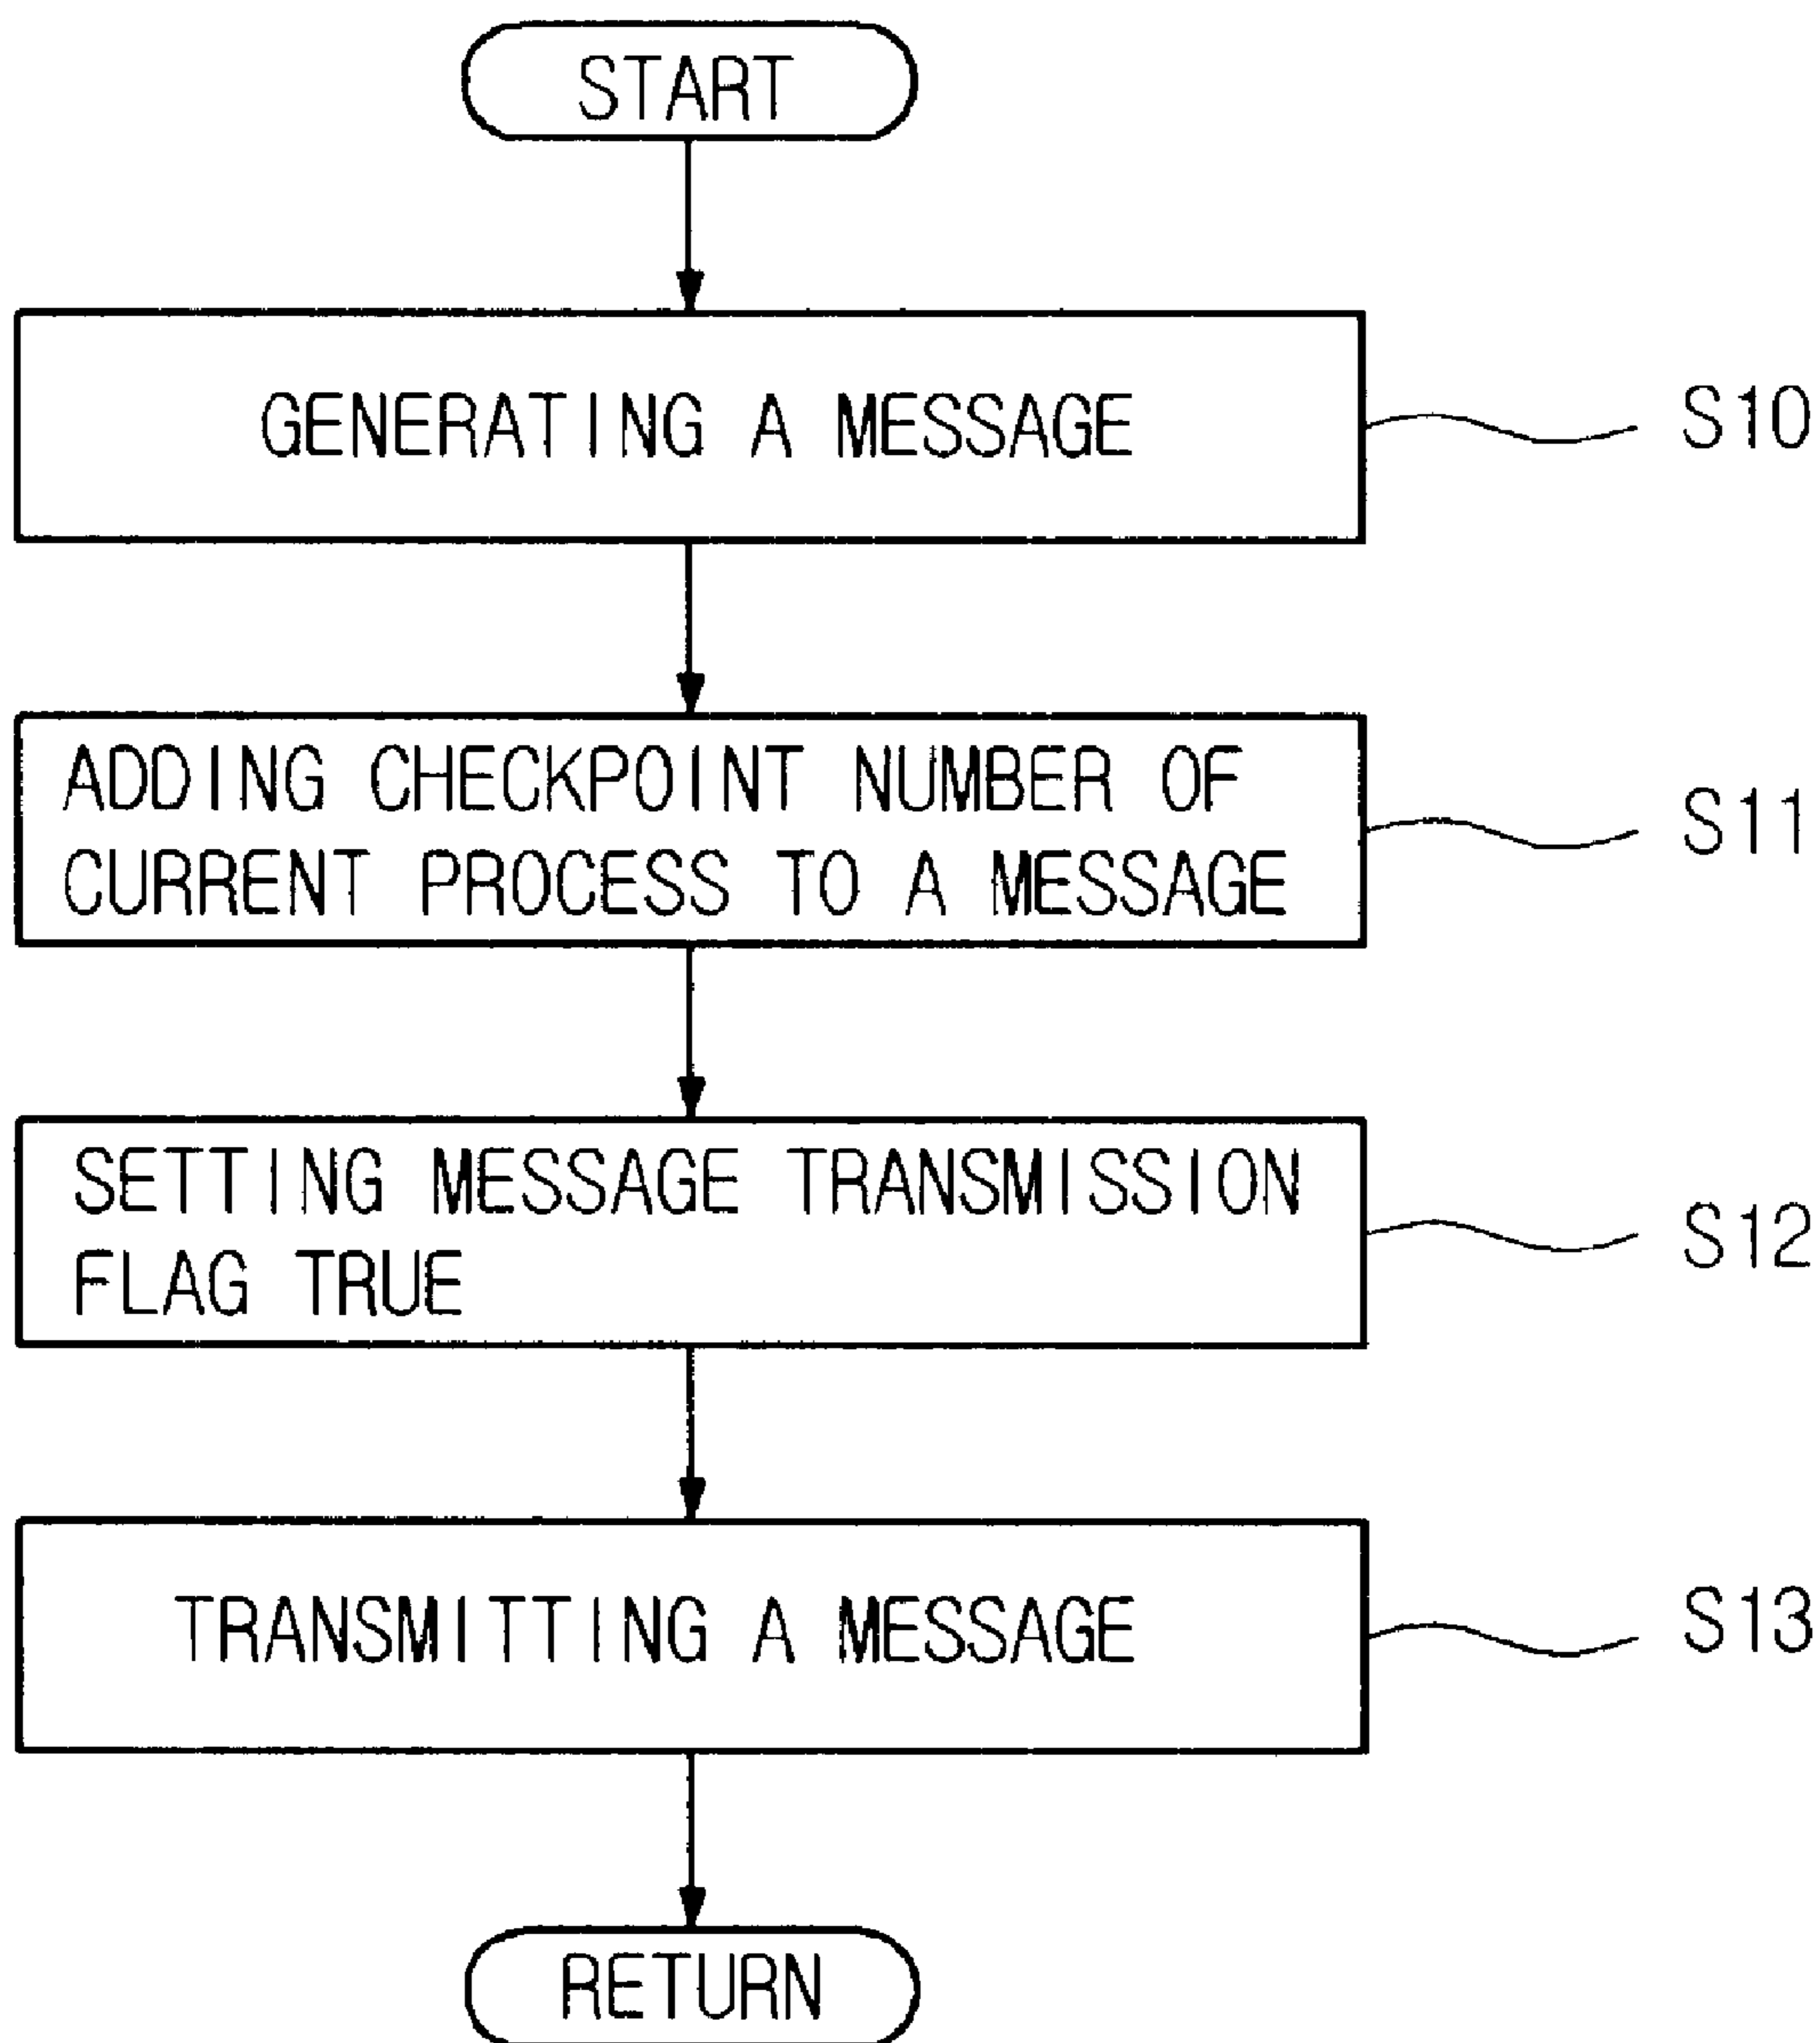 START
GENERATING A MESSAGE
S10
ADDING CHECKPOINT NUMBER OF
CURRENT PROCESS TO A MESSAGE
S11
SETTING MESSAGE TRANSMISSION
FLAG TRUE
S12
TRANSMITTING A MESSAGE
S13
RETURN